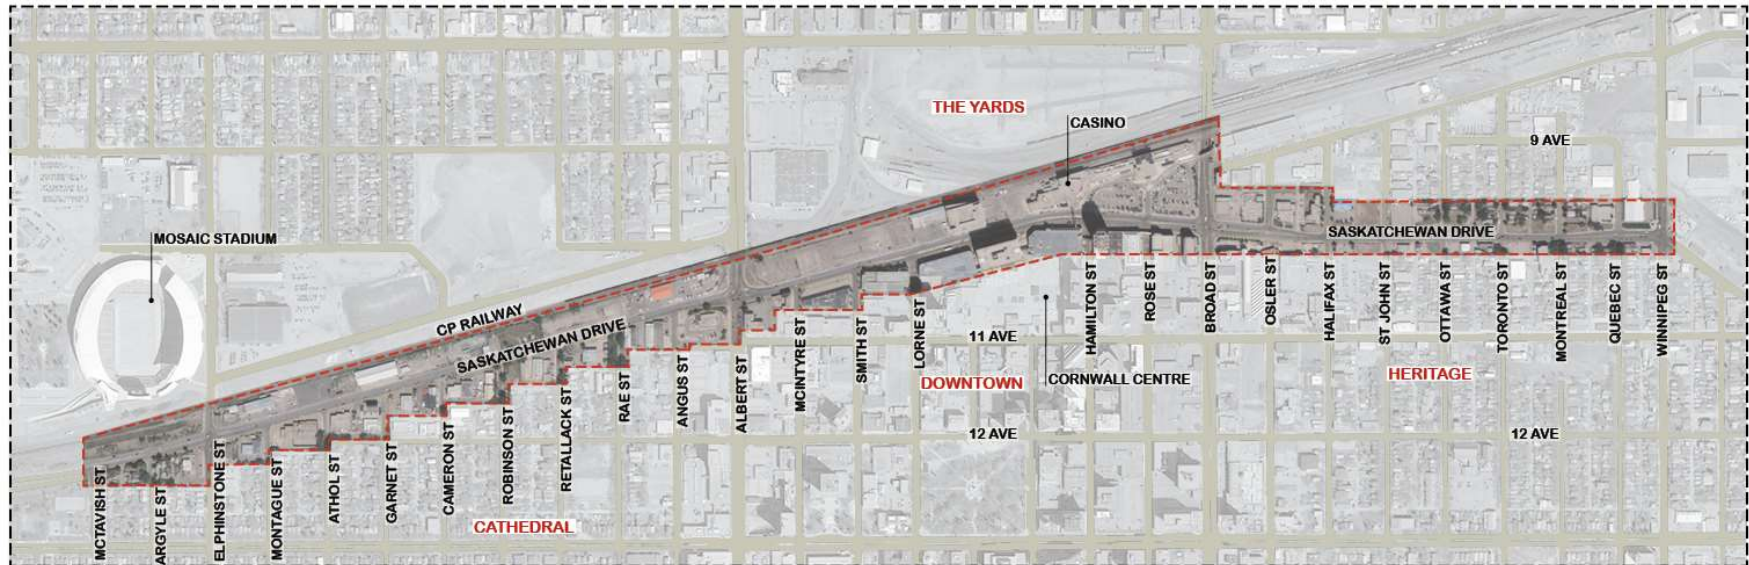 THE YARDS
CASINO
9 AVE
MOSAIC STADIUM
SASKATCHEWAN DRIVE
CP RAILWAY
SASKATCHEWAN DRIVE
11 AVE
DOWNTOWN
CORNWALL CENTRE
HERITAGE
12 AVE
12 AVE
CATHEDRAL
MCTAVISH ST
ARGYLE ST
ELPHINSTONE ST
MONTAGUE ST
ATHOL ST
GARNET ST
CAMERON ST
ROBINSON ST
RETALLACK ST
RAE ST
ANGUS ST
ALBERT ST
MCINTYRE ST
SMITH ST
LORNE ST
HAMILTON ST
ROSE ST
BROAD ST
OSLER ST
HALIFAX ST
ST JOHN ST
OTTAWA ST
TORONTO ST
MONTREAL ST
QUEBEC ST
WINNIPEG ST